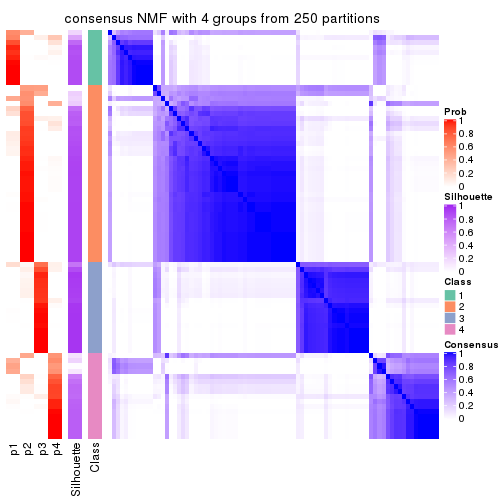 consensus NMF with 4 groups from 250 partitions
Prob
1
0.8
0.6
0.4
0.2
0
Silhouette
1
0.8
0.6
0.4
0.2
0
Class
1
2
3
4
Consensus
1
0.8
0.6
0.4
0.2
0
p1
p2
p3
p4
Silhouette
Class